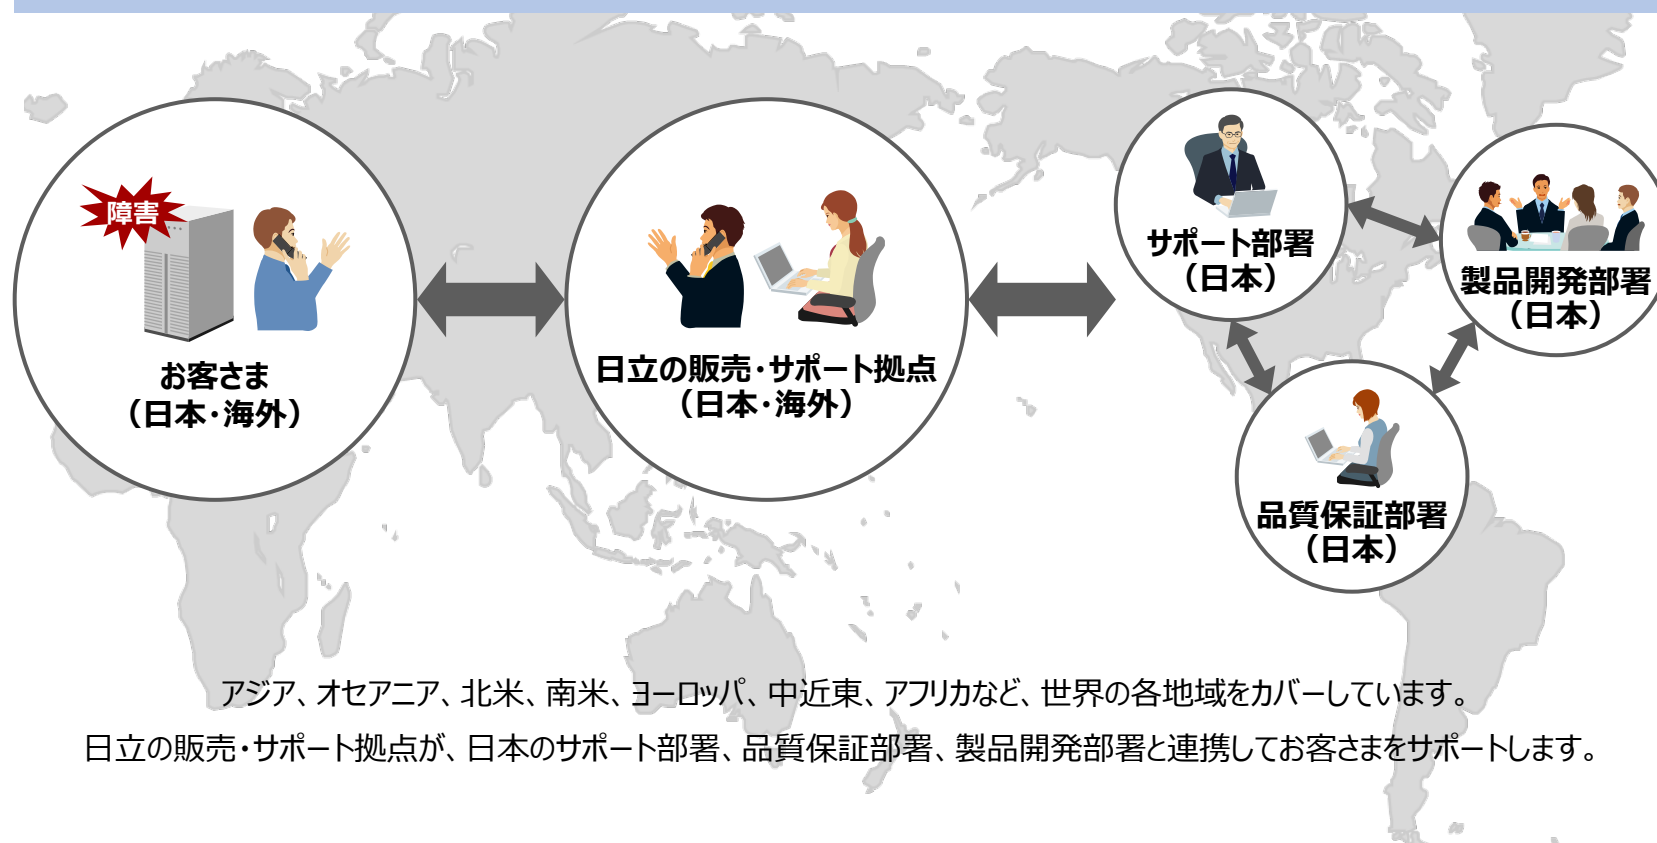 障害
お客さま
（日本・海外）
日立の販売・サポート拠点
（日本・海外）
サポート部署
（日本）
製品開発部署
（日本）
品質保証部署
（日本）
アジア、オセアニア、北米、南米、ヨーロッパ、中近東、アフリカなど、世界の各地域をカバーしています。
日立の販売・サポート拠点が、日本のサポート部署、品質保証部署、製品開発部署と連携してお客さまをサポートします。